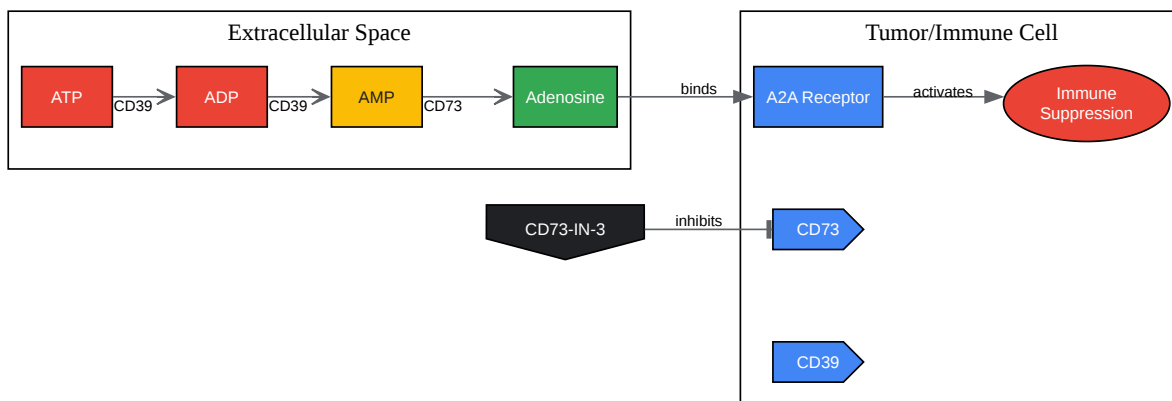 Extracellular Space
Tumor/Immune Cell
ATP
CD39
ADP
CD39
AMP
CD73
Adenosine
binds
A2A Receptor
activates
Immune
Suppression
CD73-IN-3
inhibits
CD73
CD39